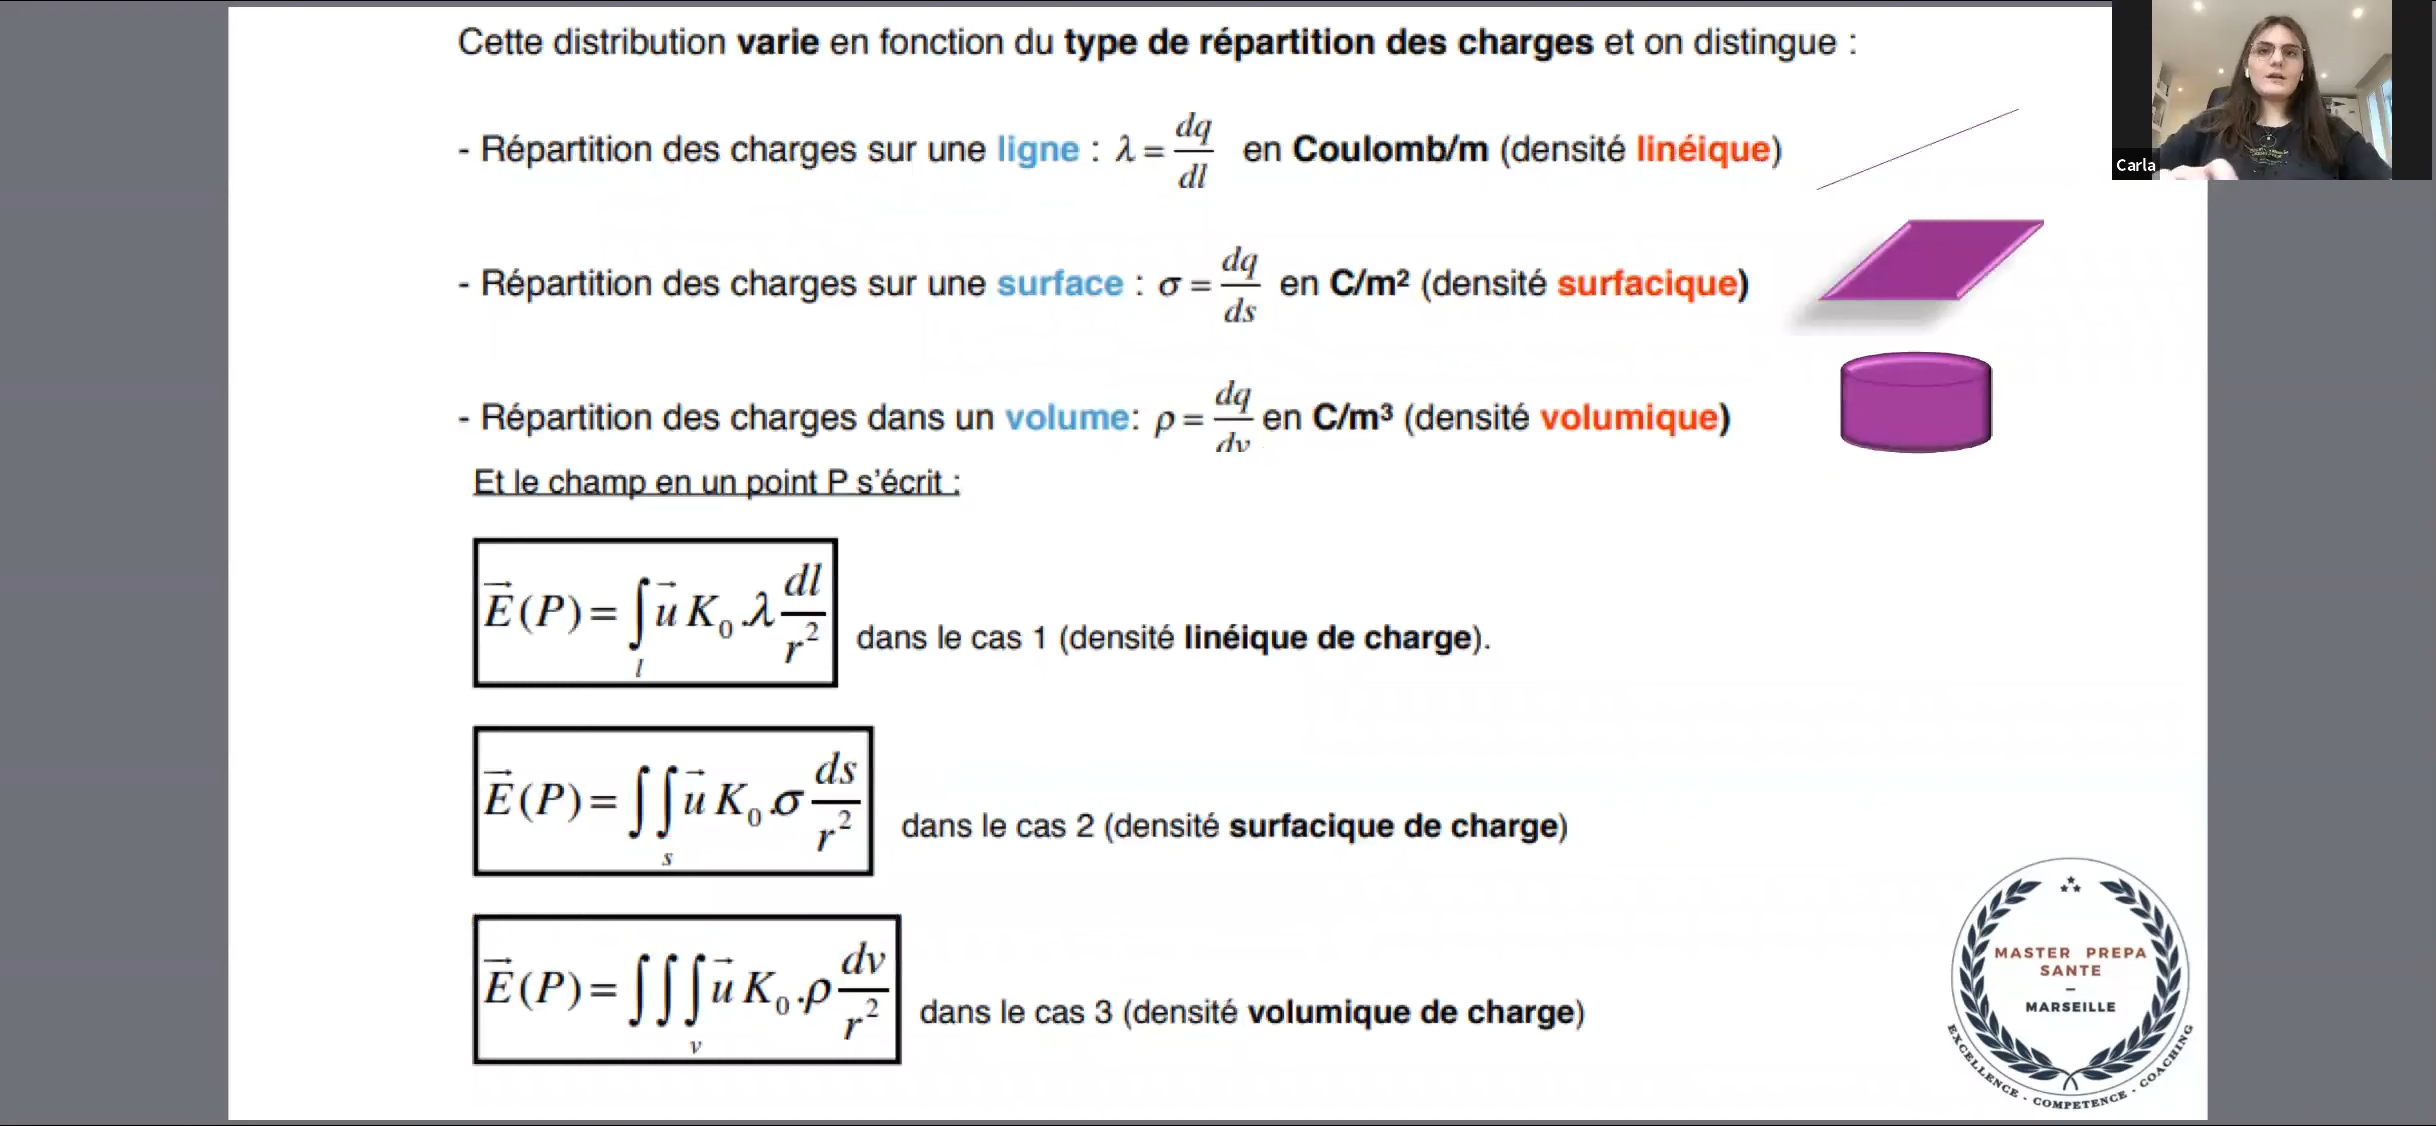 Cette distribution varie en fonction du type de répartition des charges et on distingue :
Carla
- Répartition des charges sur une ligne : λ = dq/dl en Coulomb/m (densité linéique)
- Répartition des charges sur une surface : σ = dq/ds en C/m² (densité surfacique)
- Répartition des charges dans un volume: ρ = dq/dv en C/m³ (densité volumique)
Et le champ en un point P s'écrit :
E⃗(P) = ∫_l u⃗ K₀.λ dl/r² dans le cas 1 (densité linéique de charge).
E⃗(P) = ∫∫_s u⃗ K₀.σ ds/r² dans le cas 2 (densité surfacique de charge)
E⃗(P) = ∫∫∫_v u⃗ K₀.ρ dv/r² dans le cas 3 (densité volumique de charge)
MASTER PREPA
SANTE
–
MARSEILLE
EXCELLENCE - COMPETENCE - COACHING